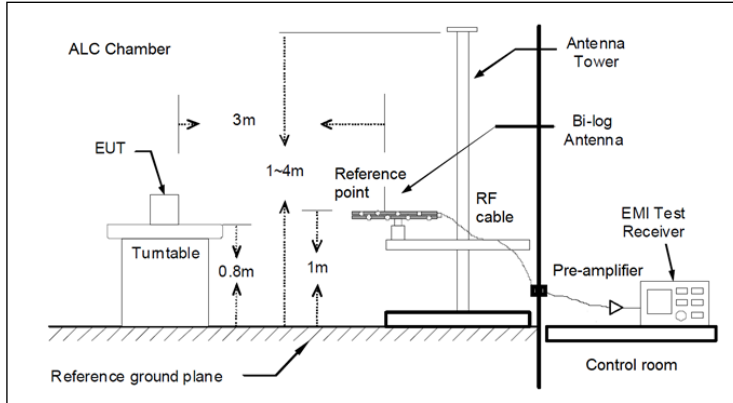 ALC Chamber
Antenna
Tower
3m
Bi-log
Antenna
EUT
1~4m
Reference
point
RF
cable
EMI Test
Receiver
Turntable
0.8m
1m
Pre-amplifier
Reference ground plane
Control room